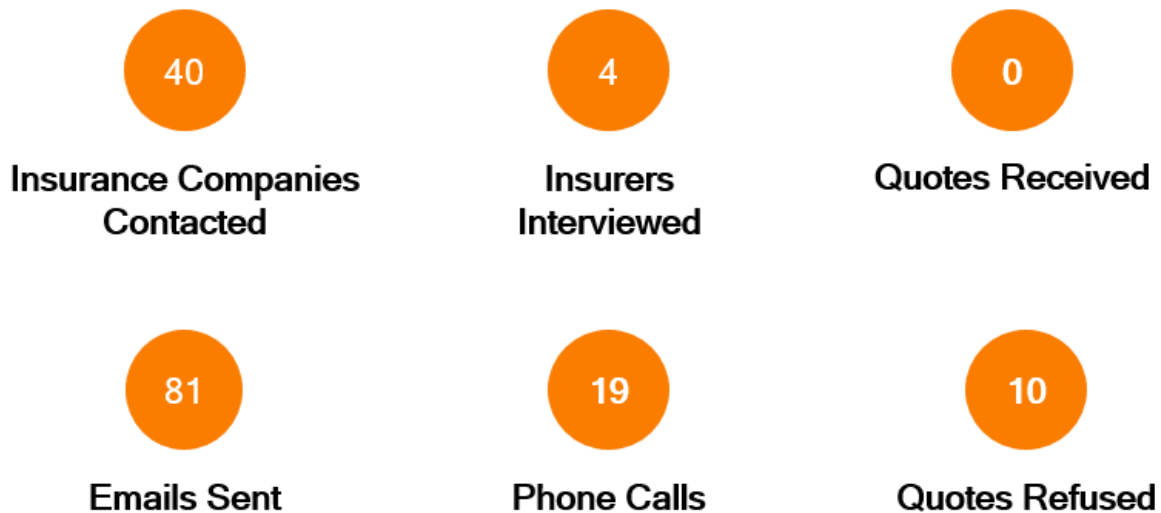 40
Insurance Companies
Contacted
4
Insurers
Interviewed
0
Quotes Received
81
Emails Sent
19
Phone Calls
10
Quotes Refused